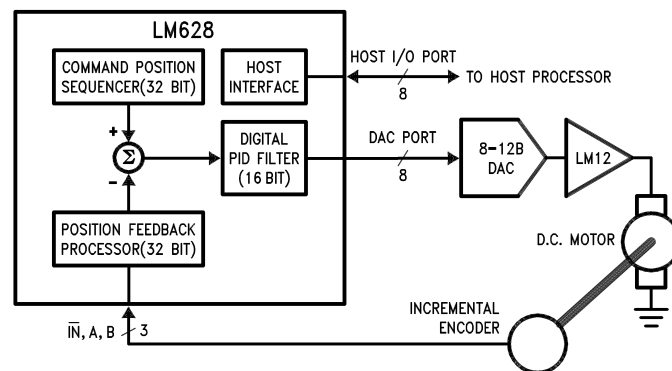 LM628
COMMAND POSITION
SEQUENCER(32 BIT)
HOST
INTERFACE
HOST I/O PORT
8
TO HOST PROCESSOR
+
Σ
-
DIGITAL
PID FILTER
(16 BIT)
DAC PORT
8
8-12B
DAC
LM12
POSITION FEEDBACK
PROCESSOR(32 BIT)
D.C. MOTOR
I̅N̅, A, B
3
INCREMENTAL
ENCODER